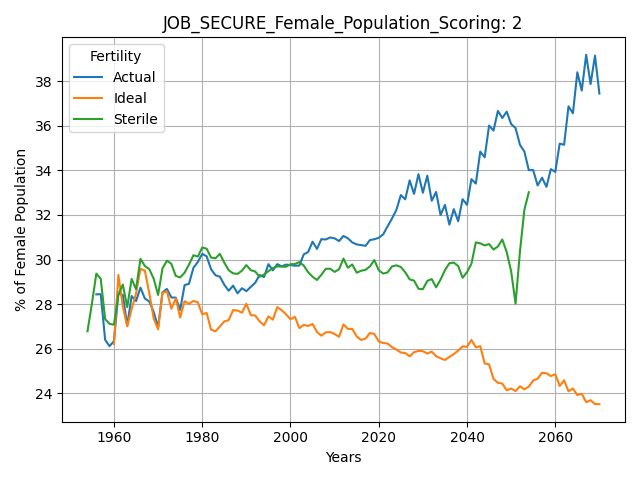 JOB_SECURE_Female_Population_Scoring: 2
Fertility
Actual
Ideal
Sterile
% of Female Population
38
36
34
32
30
28
26
24
1960
1980
2000
2020
2040
2060
Years